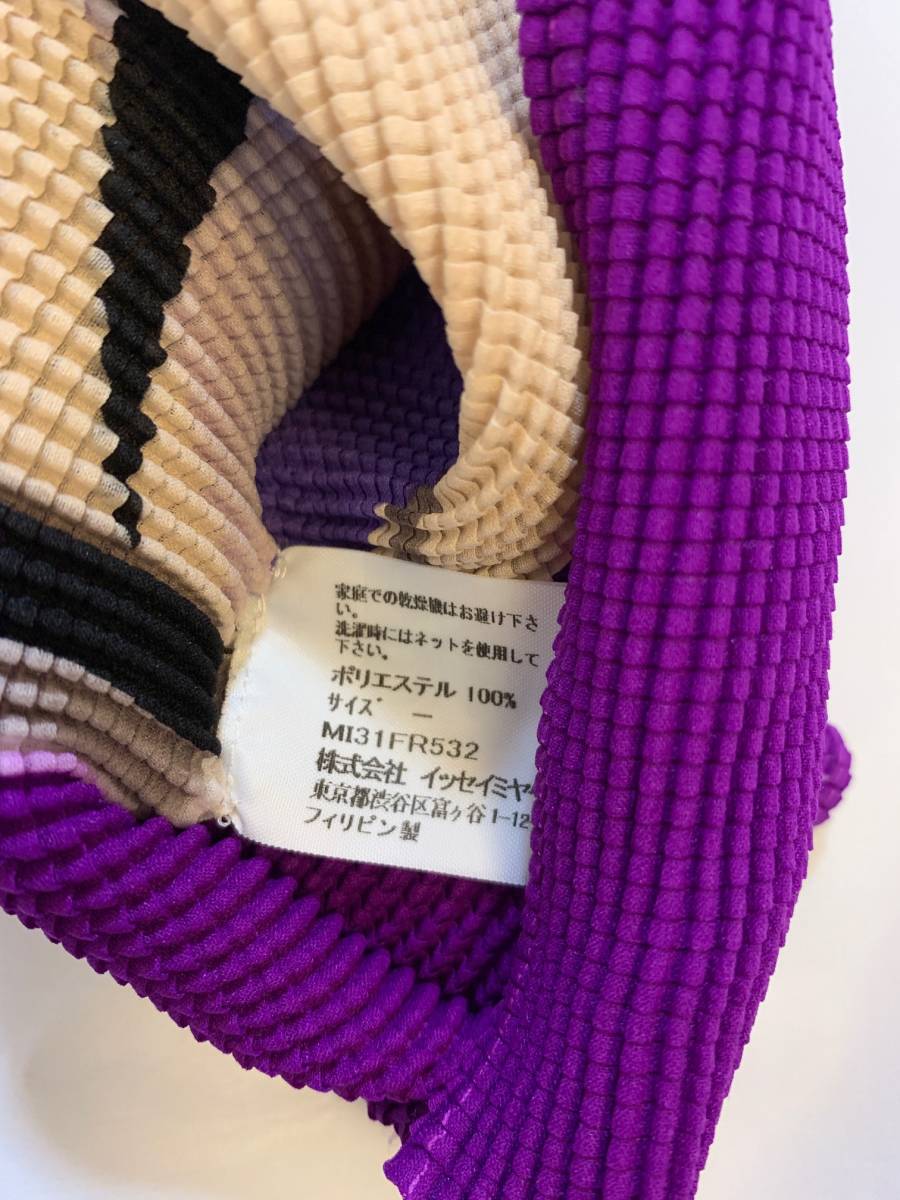 家庭での乾燥機はお避け下さ
い。
洗濯時にはネットを使用して
下さい。
ポリエステル 100%
サイズ ー
MI31FR532
株式会社 イッセイミヤ
東京都渋谷区富ヶ谷 1-12-
フィリピン製